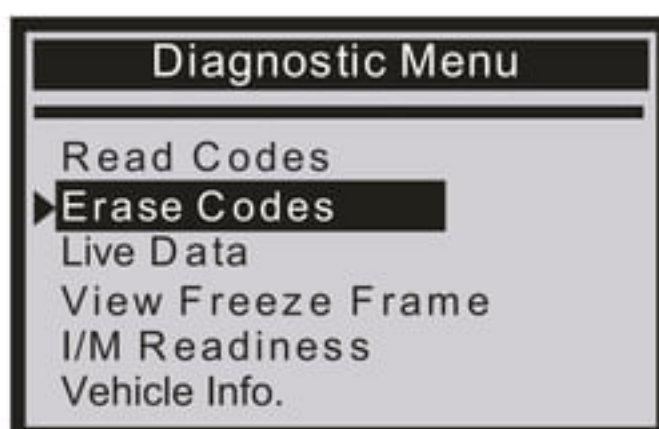 Diagnostic Menu
Read Codes
Erase Codes
Live Data
View Freeze Frame
I/M Readiness
Vehicle Info.